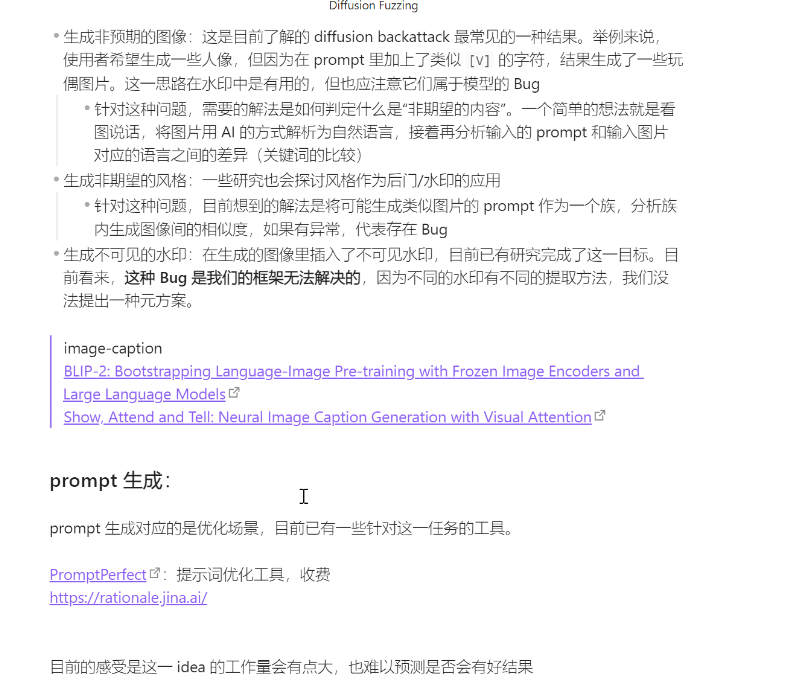 Diffusion Fuzzing
• 生成非预期的图像：这是目前了解的 diffusion backattack 最常见的一种结果。举例来说，
使用者希望生成一些人像，但因为在 prompt 里加上了类似 [V] 的字符，结果生成了一些玩
偶图片。这一思路在水印中是有用的，但也应注意它们属于模型的 Bug
• 针对这种问题，需要的解法是如何判定什么是“非期望的内容”。一个简单的想法就是看
图说话，将图片用 AI 的方式解析为自然语言，接着再分析输入的 prompt 和输入图片
对应的语言之间的差异（关键词的比较）
• 生成非期望的风格：一些研究也会探讨风格作为后门/水印的应用
• 针对这种问题，目前想到的解法是将可能生成类似图片的 prompt 作为一个族，分析族
内生成图像间的相似度，如果有异常，代表存在 Bug
• 生成不可见的水印：在生成的图像里插入了不可见水印，目前已有研究完成了这一目标。目
前看来，这种 Bug 是我们的框架无法解决的，因为不同的水印有不同的提取方法，我们没
法提出一种元方案。
image-caption
BLIP-2: Bootstrapping Language-Image Pre-training with Frozen Image Encoders and
Large Language Models
Show, Attend and Tell: Neural Image Caption Generation with Visual Attention
prompt 生成：
prompt 生成对应的是优化场景，目前已有一些针对这一任务的工具。
PromptPerfect：提示词优化工具，收费
https://rationale.jina.ai/
目前的感受是这一 idea 的工作量会有点大，也难以预测是否会有好结果